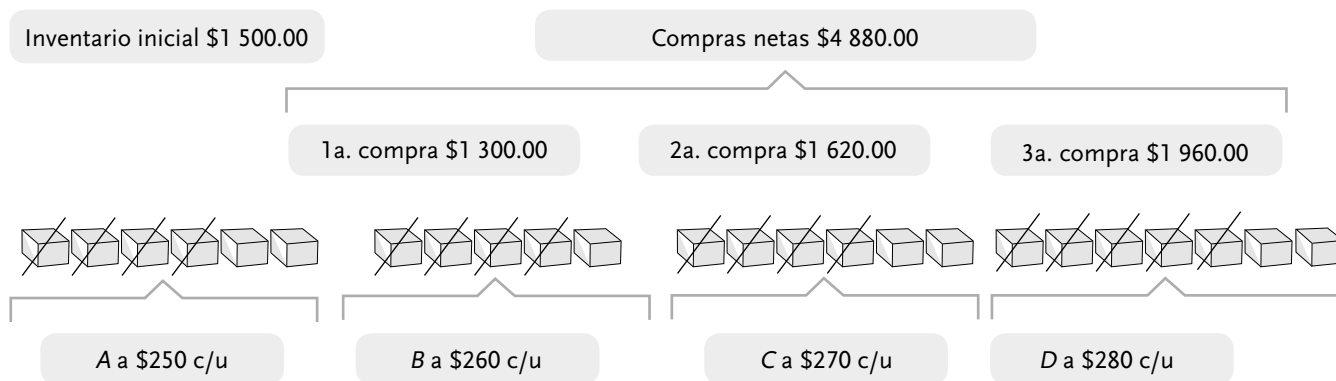 Inventario inicial $1 500.00
Compras netas $4 880.00
1a. compra $1 300.00
2a. compra $1 620.00
3a. compra $1 960.00
A a $250 c/u
B a $260 c/u
C a $270 c/u
D a $280 c/u